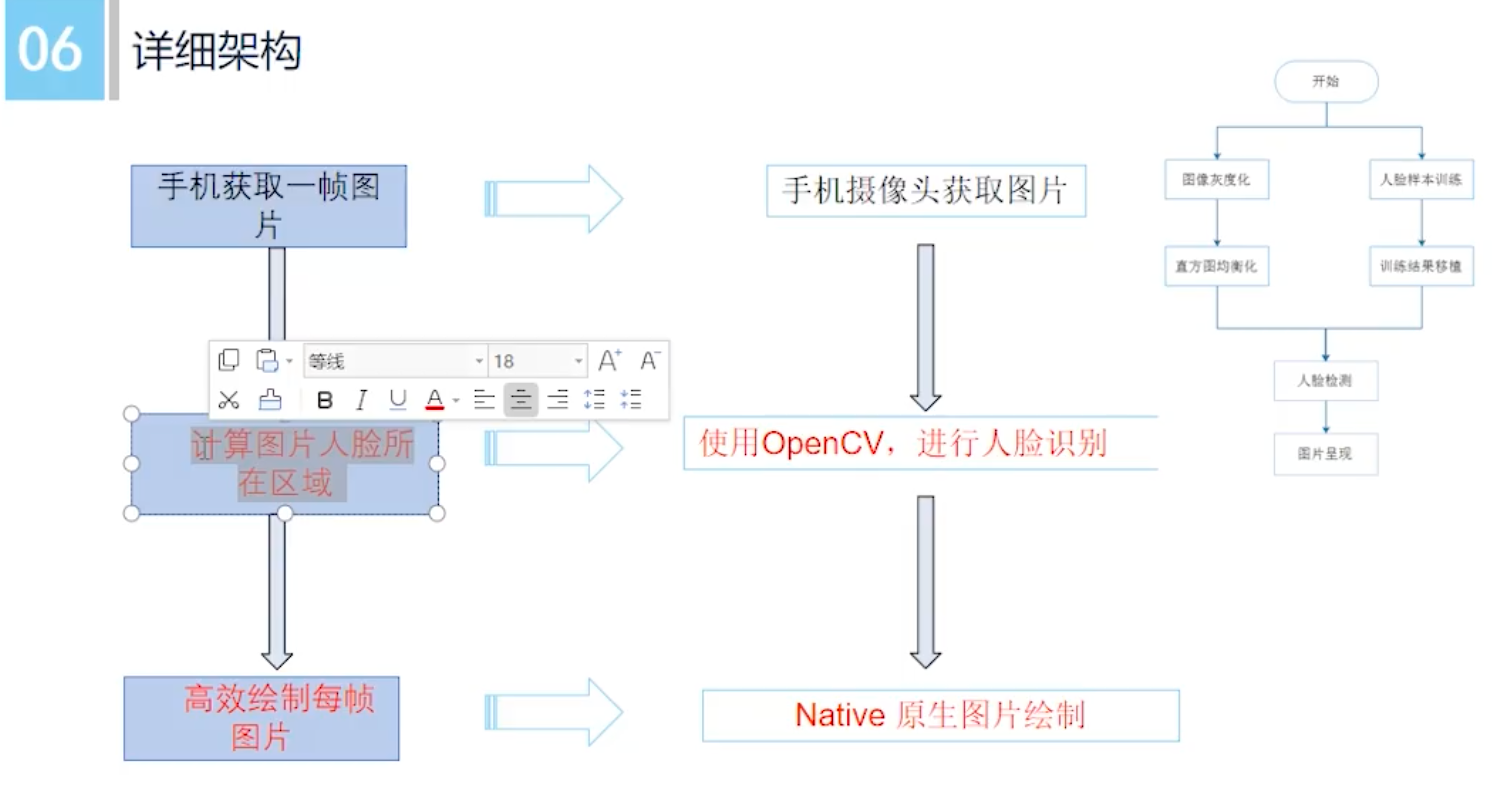 06
详细架构
开始
手机获取一帧图
片
手机摄像头获取图片
图像灰度化
人脸样本训练
直方图均衡化
训练结果移植
等线
18
A+
A-
B
I
U
A
计算图片人脸所
在区域
使用OpenCV，进行人脸识别
人脸检测
图片呈现
高效绘制每帧
图片
Native 原生图片绘制